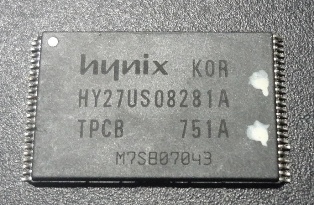 hynix KOR
HY27US08281A
TPCB 751A
M7SB07043